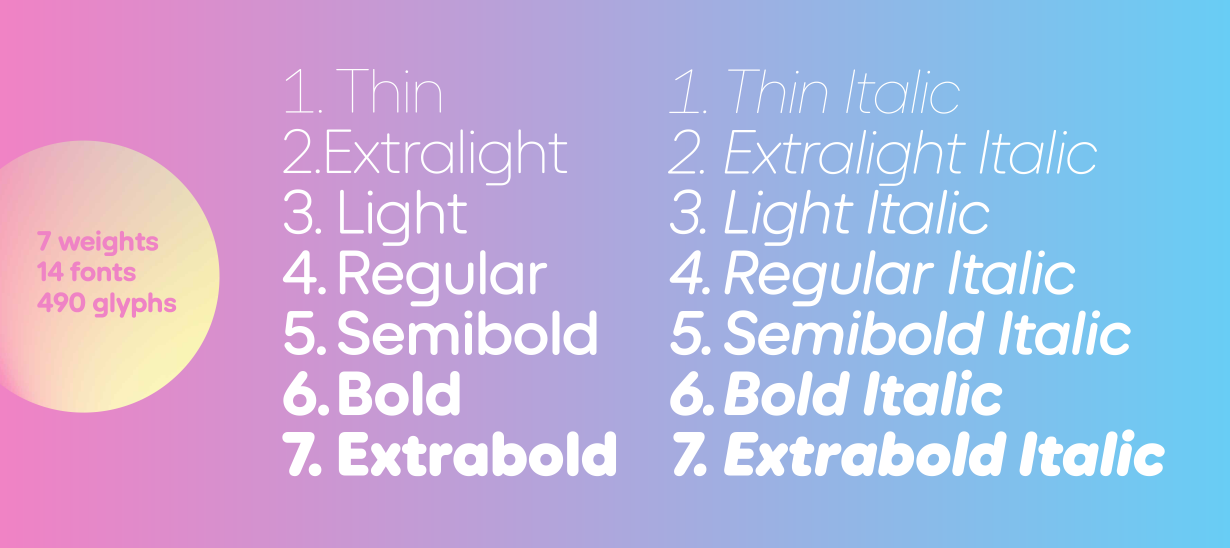 7 weights
14 fonts
490 glyphs
1. Thin
2.Extralight
3. Light
4. Regular
5. Semibold
6. Bold
7. Extrabold
1. Thin Italic
2. Extralight Italic
3. Light Italic
4. Regular Italic
5. Semibold Italic
6. Bold Italic
7. Extrabold Italic